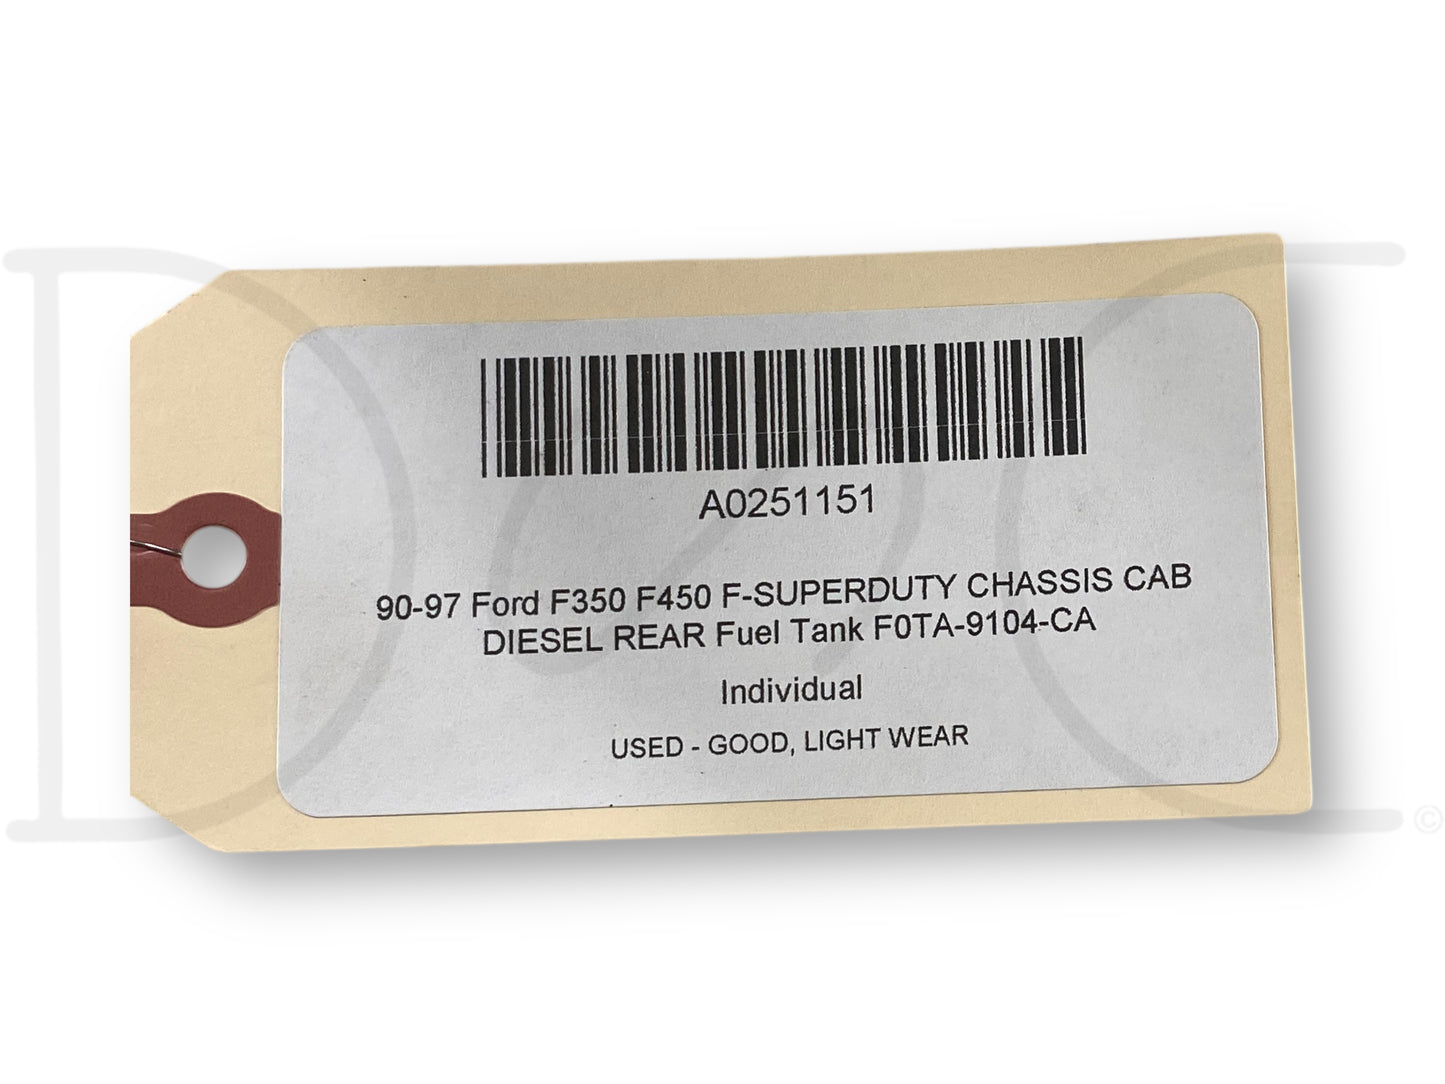 A0251151
90-97 Ford F350 F450 F-SUPERDUTY CHASSIS CAB
DIESEL REAR Fuel Tank F0TA-9104-CA
Individual
USED - GOOD, LIGHT WEAR
©